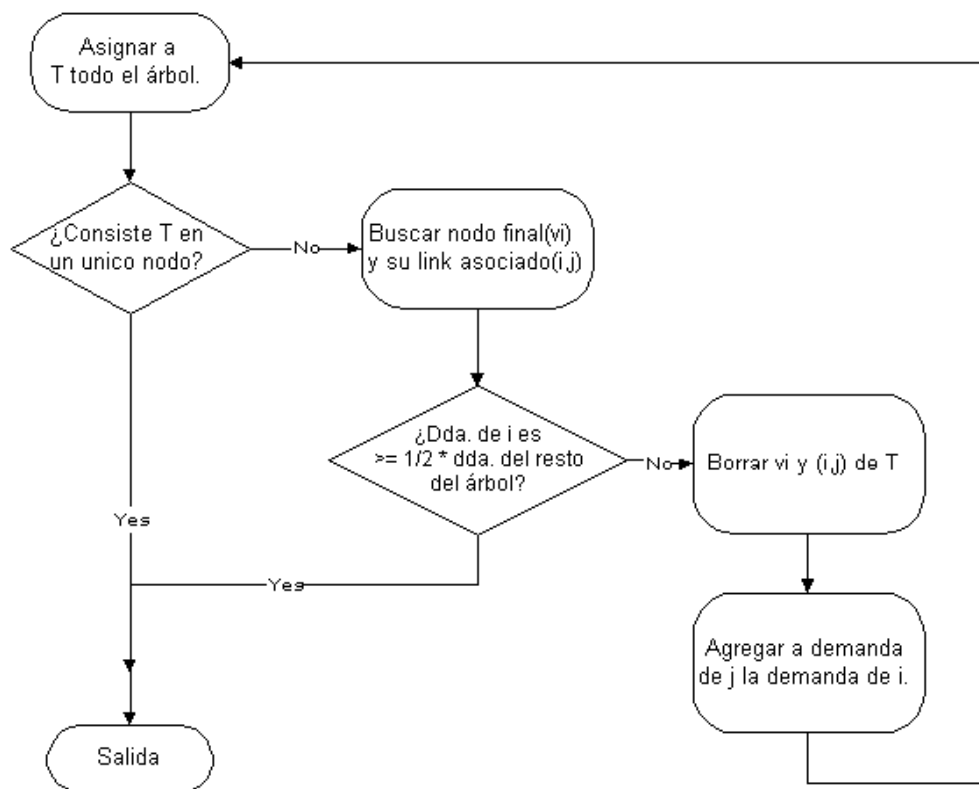 Asignar a
T todo el árbol.
¿Consiste T en
un unico nodo?
No
Buscar nodo final(vi)
y su link asociado(i,j)
¿Dda. de i es
>= 1/2 * dda. del resto
del árbol?
No
Borrar vi y (i,j) de T
Yes
Yes
Agregar a demanda
de j la demanda de i.
Salida